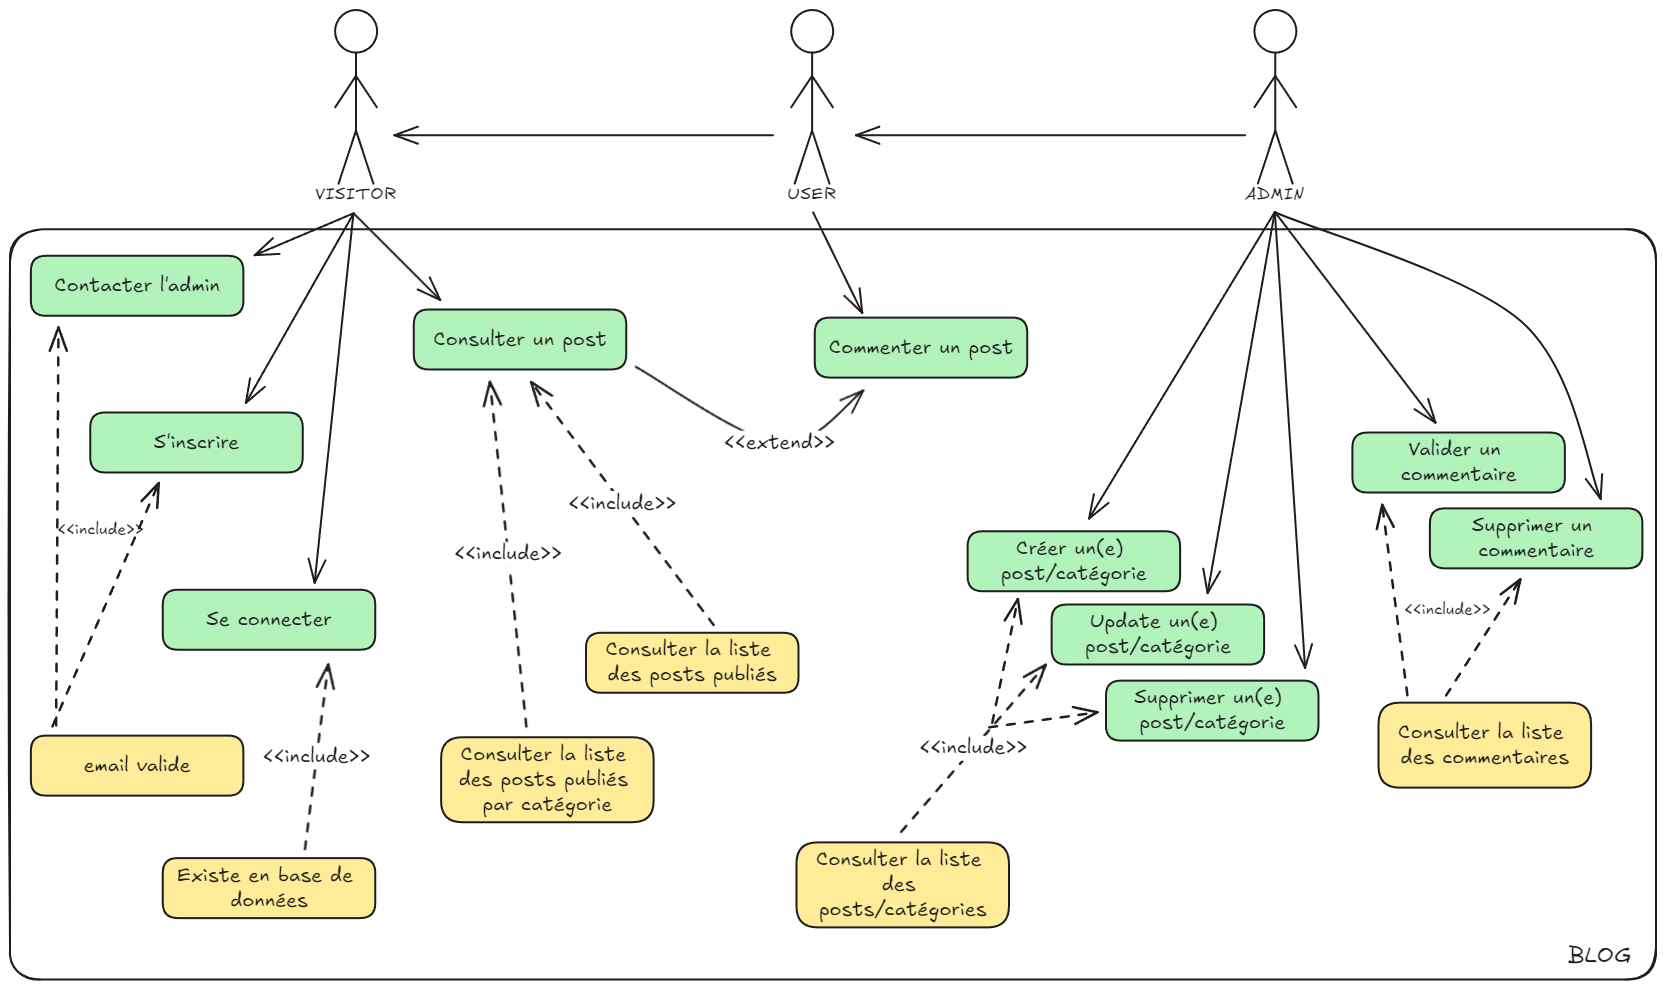 VISITOR
USER
ADMIN
Contacter l'admin
Consulter un post
Commenter un post
S'inscrire
<<extend>>
Valider un
commentaire
<<include>>
<<include>>
<<include>>
Supprimer un
commentaire
Créer un(e)
post/catégorie
Se connecter
Update un(e)
post/catégorie
<<include>>
Consulter la liste
des posts publiés
Supprimer un(e)
post/catégorie
email valide
<<include>>
Consulter la liste
des posts publiés
par catégorie
<<include>>
Consulter la liste
des commentaires
Existe en base de
données
Consulter la liste
des
posts/catégories
BLOG